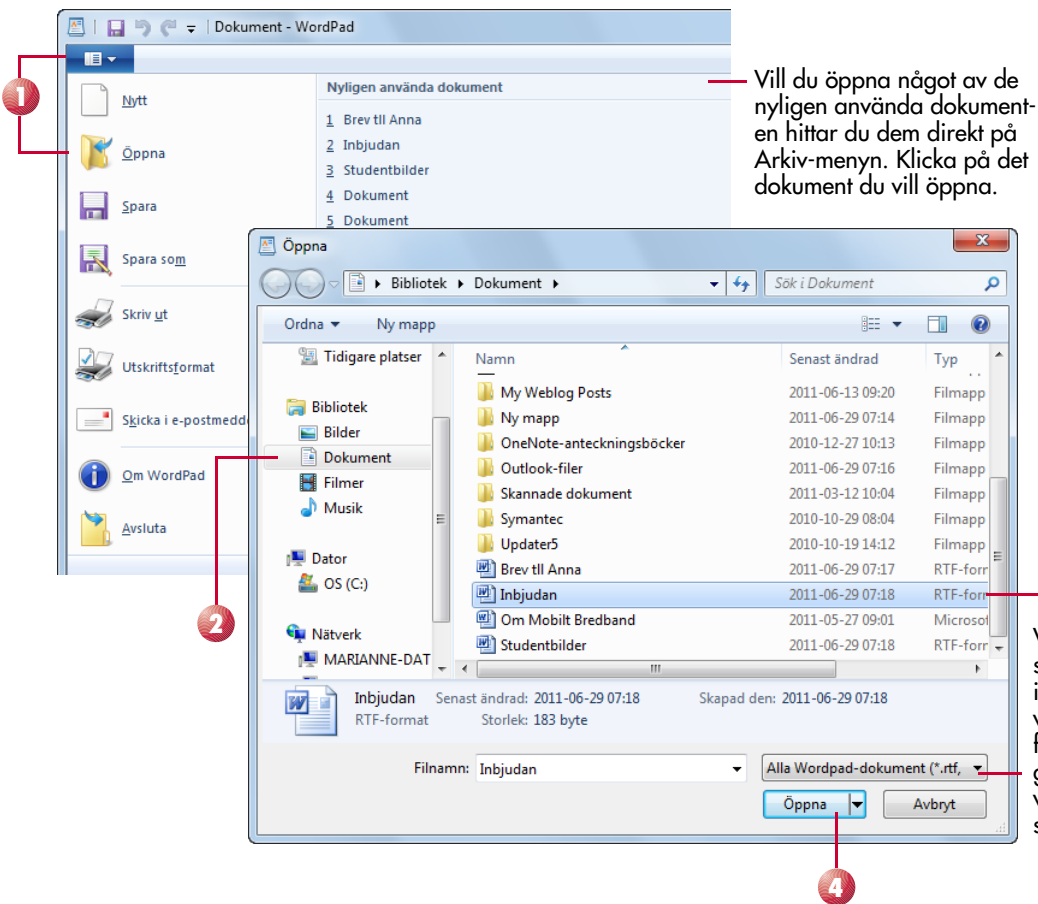 Dokument - WordPad
Nytt
Öppna
Spara
Spara som
Skriv ut
Utskriftsformat
Skicka i e-postmedd
Om WordPad
Avsluta
Nyligen använda dokument
1 Brev tll Anna
2 Inbjudan
3 Studentbilder
4 Dokument
5 Dokument
1
Vill du öppna något av de
nyligen använda dokument-
en hittar du dem direkt på
Arkiv-menyn. Klicka på det
dokument du vill öppna.
Öppna
Bibliotek Dokument
Sök i Dokument
Ordna Ny mapp
Tidigare platser
Bibliotek
Bilder
Dokument
Filmer
Musik
Dator
OS (C:)
Nätverk
MARIANNE-DAT
2
Namn Senast ändrad Typ
My Weblog Posts 2011-06-13 09:20 Filmapp
Ny mapp 2011-06-29 07:14 Filmapp
OneNote-anteckningsböcker 2010-12-27 10:13 Filmapp
Outlook-filer 2011-06-29 07:16 Filmapp
Skannade dokument 2011-03-12 10:04 Filmapp
Symantec 2010-10-29 08:04 Filmapp
Updater5 2010-10-19 14:12 Filmapp
Brev tll Anna 2011-06-29 07:17 RTF-forr
Inbjudan 2011-06-29 07:18 RTF-forr
Om Mobilt Bredband 2011-05-27 09:01 Microsof
Studentbilder 2011-06-29 07:18 RTF-forr
Inbjudan Senast ändrad: 2011-06-29 07:18 Skapad den: 2011-06-29 07:18
RTF-format Storlek: 183 byte
Filnamn: Inbjudan
Alla Wordpad-dokument (*.rtf,
Öppna Avbryt
4